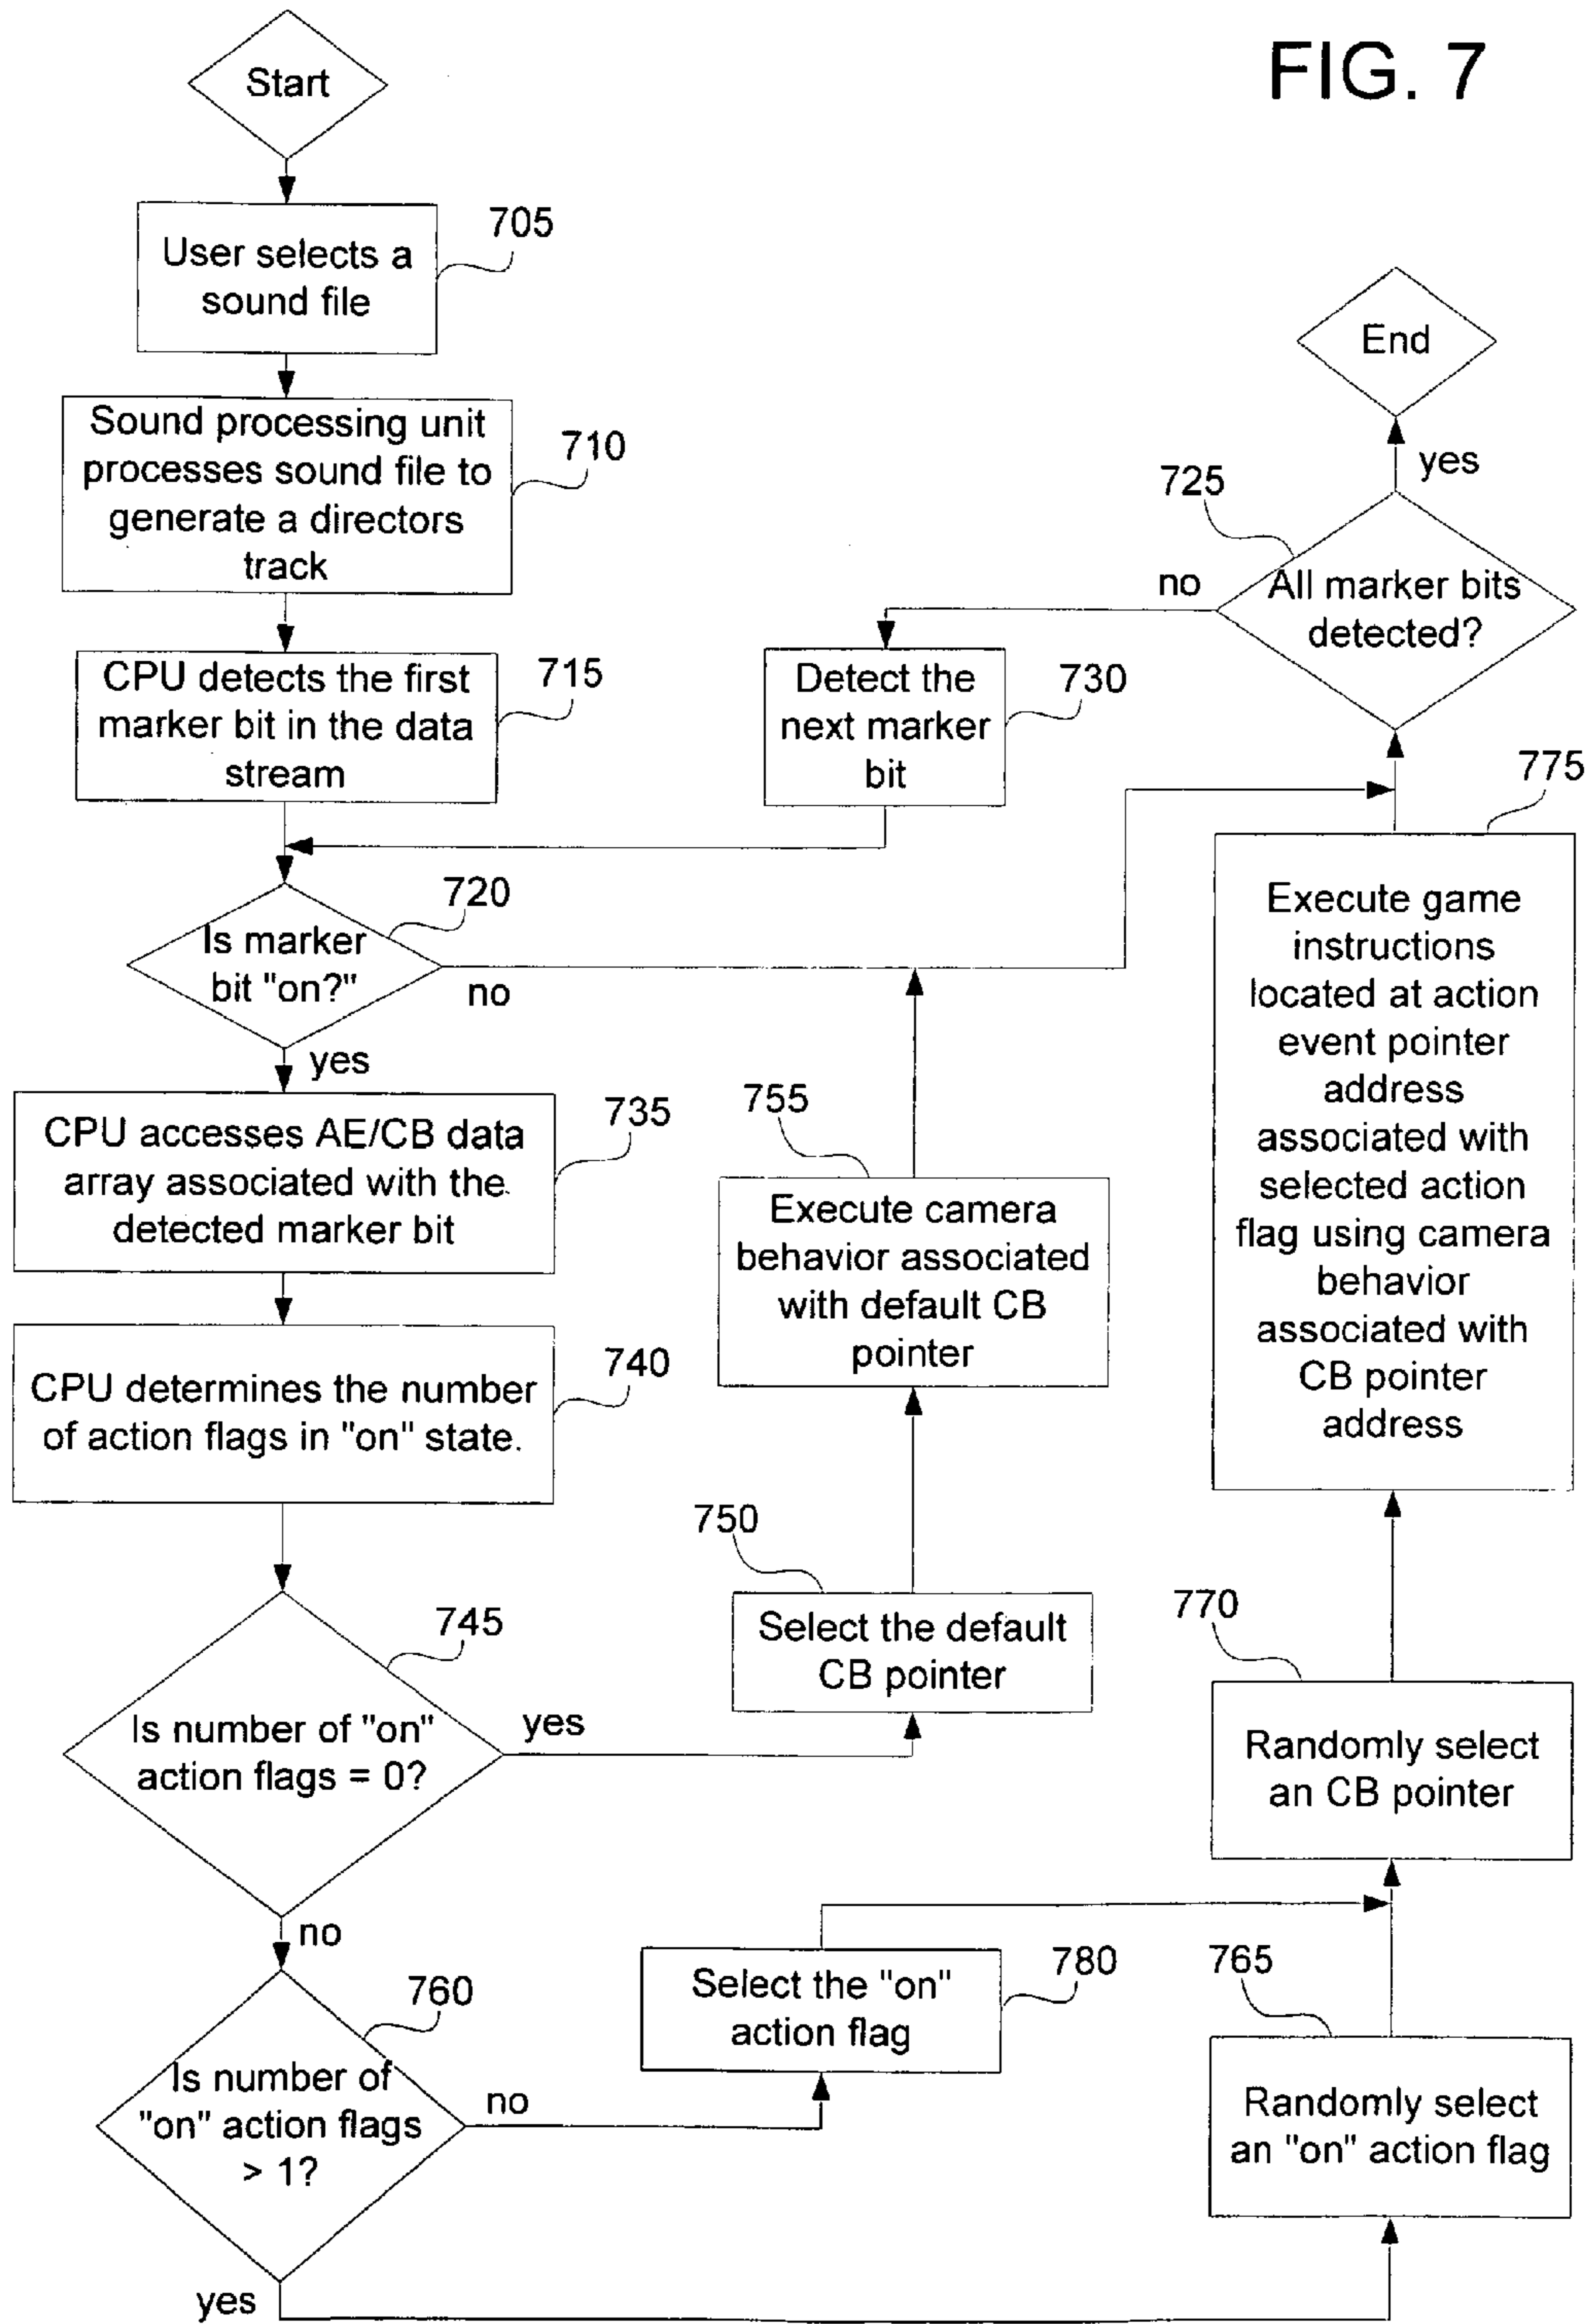 FIG. 7
Start
705
User selects a
sound file
710
Sound processing unit
processes sound file to
generate a directors
track
715
CPU detects the first
marker bit in the data
stream
720
Is marker
bit "on?"
no
yes
735
CPU accesses AE/CB data
array associated with the
detected marker bit
740
CPU determines the number
of action flags in "on" state.
745
Is number of "on"
action flags = 0?
yes
no
760
Is number of
"on" action flags
> 1?
no
yes
End
yes
725
All marker bits
detected?
no
Detect the
next marker
bit
730
755
Execute camera
behavior associated
with default CB
pointer
750
Select the default
CB pointer
780
Select the "on"
action flag
775
Execute game
instructions
located at action
event pointer
address
associated with
selected action
flag using camera
behavior
associated with
CB pointer
address
770
Randomly select
an CB pointer
765
Randomly select
an "on" action flag